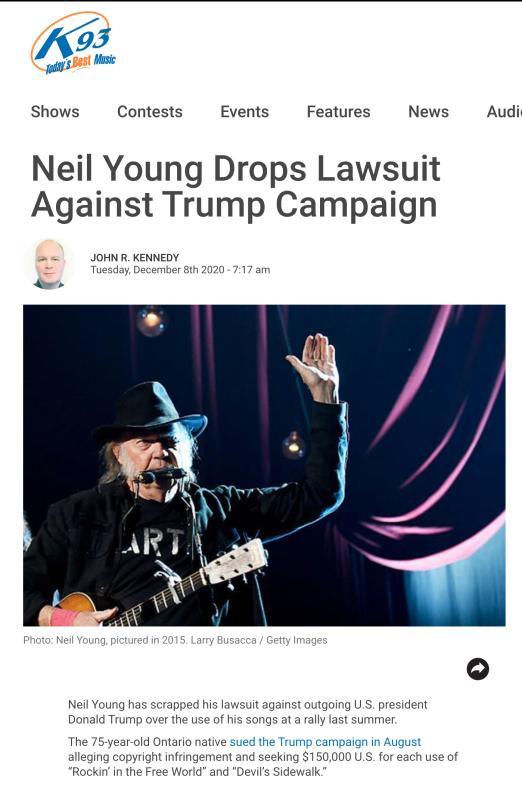 K 93
Today's Best Music
Shows Contests Events Features News Audi
Neil Young Drops Lawsuit
Against Trump Campaign
JOHN R. KENNEDY
Tuesday, December 8th 2020 - 7:17 am
ART
Photo: Neil Young, pictured in 2015. Larry Busacca / Getty Images
Neil Young has scrapped his lawsuit against outgoing U.S. president
Donald Trump over the use of his songs at a rally last summer.
The 75-year-old Ontario native sued the Trump campaign in August
alleging copyright infringement and seeking $150,000 U.S. for each use of
“Rockin’ in the Free World” and “Devil’s Sidewalk.”